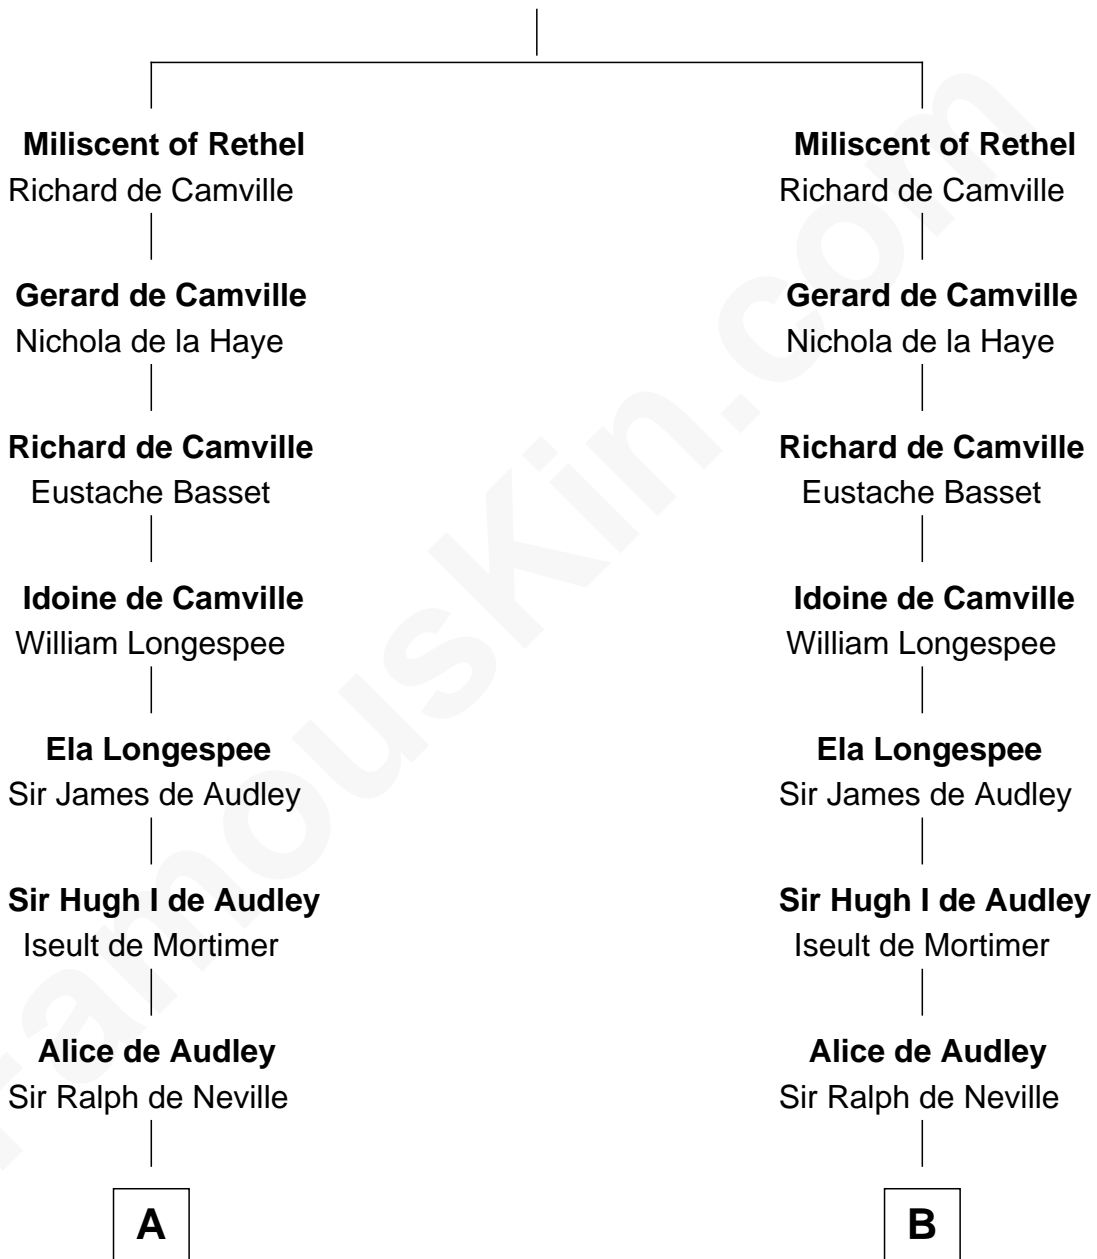 Miliscent of Rethel
Richard de Camville
Gerard de Camville
Nichola de la Haye
Richard de Camville
Eustache Basset
Idoine de Camville
William Longespee
Ela Longespee
Sir James de Audley
Sir Hugh I de Audley
Iseult de Mortimer
Alice de Audley
Sir Ralph de Neville
A
Miliscent of Rethel
Richard de Camville
Gerard de Camville
Nichola de la Haye
Richard de Camville
Eustache Basset
Idoine de Camville
William Longespee
Ela Longespee
Sir James de Audley
Sir Hugh I de Audley
Iseult de Mortimer
Alice de Audley
Sir Ralph de Neville
B
FamousKin.com